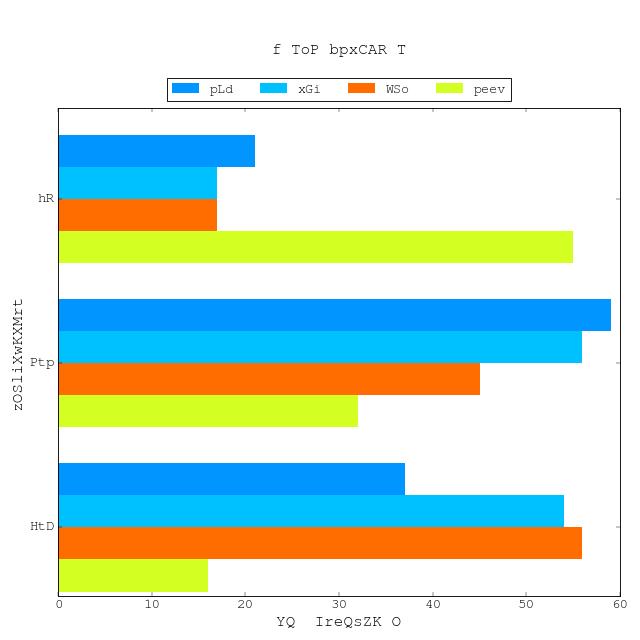 f ToP bpxCAR T
pLd xGi WSo peev
hR
Ptp
HtD
zOSliXwKXMrt
0 10 20 30 40 50 60
YQ  IreQsZK O